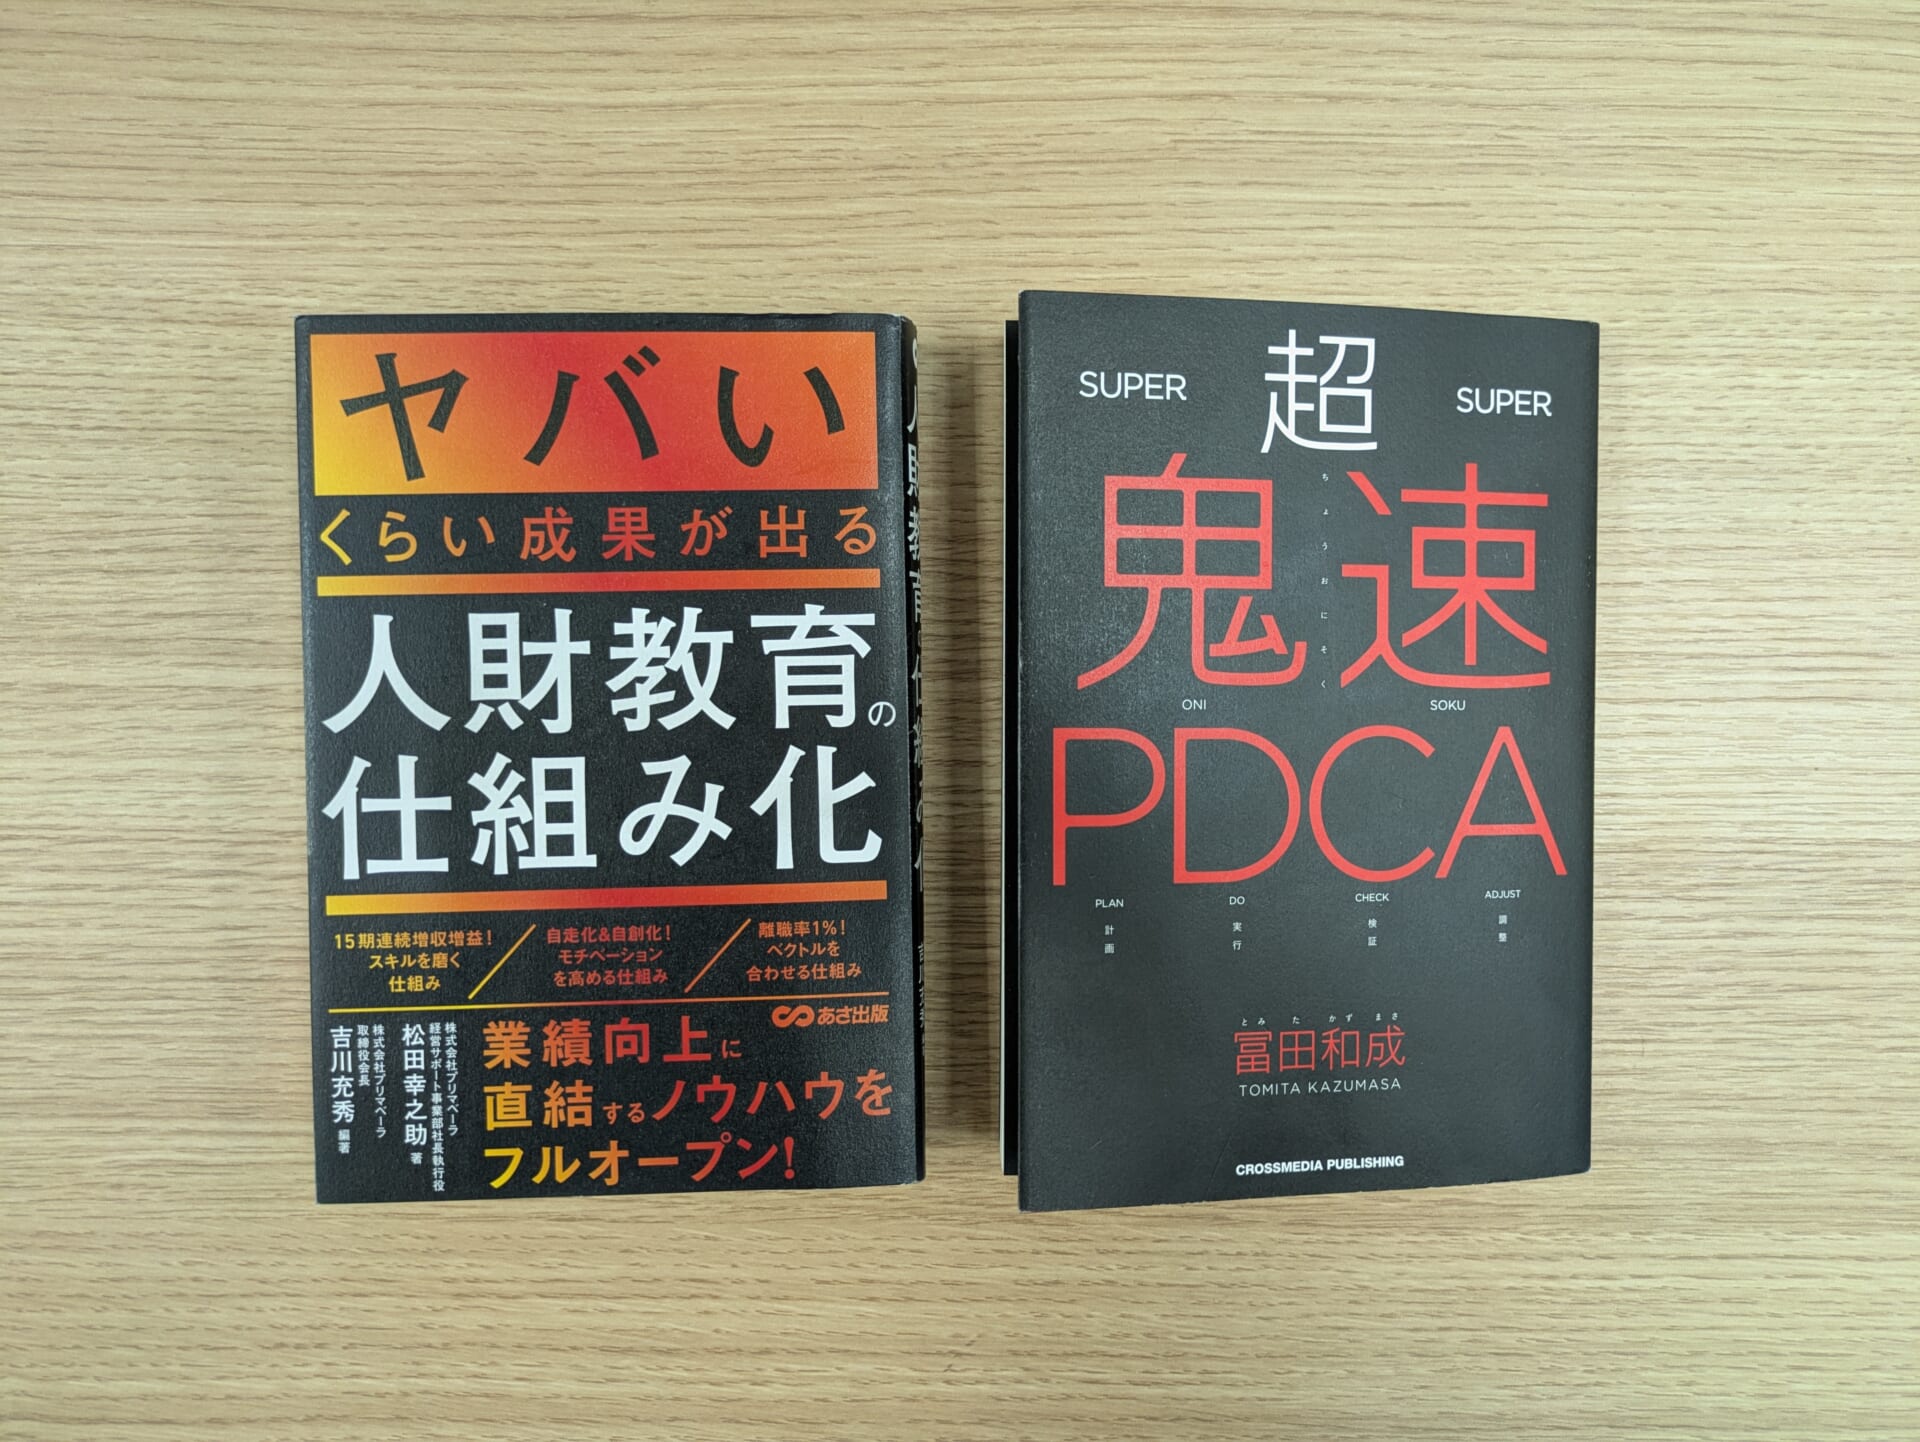 ヤバい
くらい成果が出る
人財教育の
仕組み化
15期連続増収増益!
スキルを磨く
仕組み
自走化&自創化!
モチベーション
を高める仕組み
離職率1%!
ベクトルを
合わせる仕組み
あさ出版
業績向上に
直結するノウハウを
フルオープン!
株式会社プリマベーラ
経営サポート事業部社長執行役
松田幸之助 著
株式会社プリマベーラ
取締役会長
吉川充秀 編著
SUPER 超 SUPER
鬼速
ちょうおにそく
ONI SOKU
PDCA
PLAN DO CHECK ADJUST
計画 実行 検証 調整
とみたかずまさ
冨田和成
TOMITA KAZUMASA
CROSSMEDIA PUBLISHING